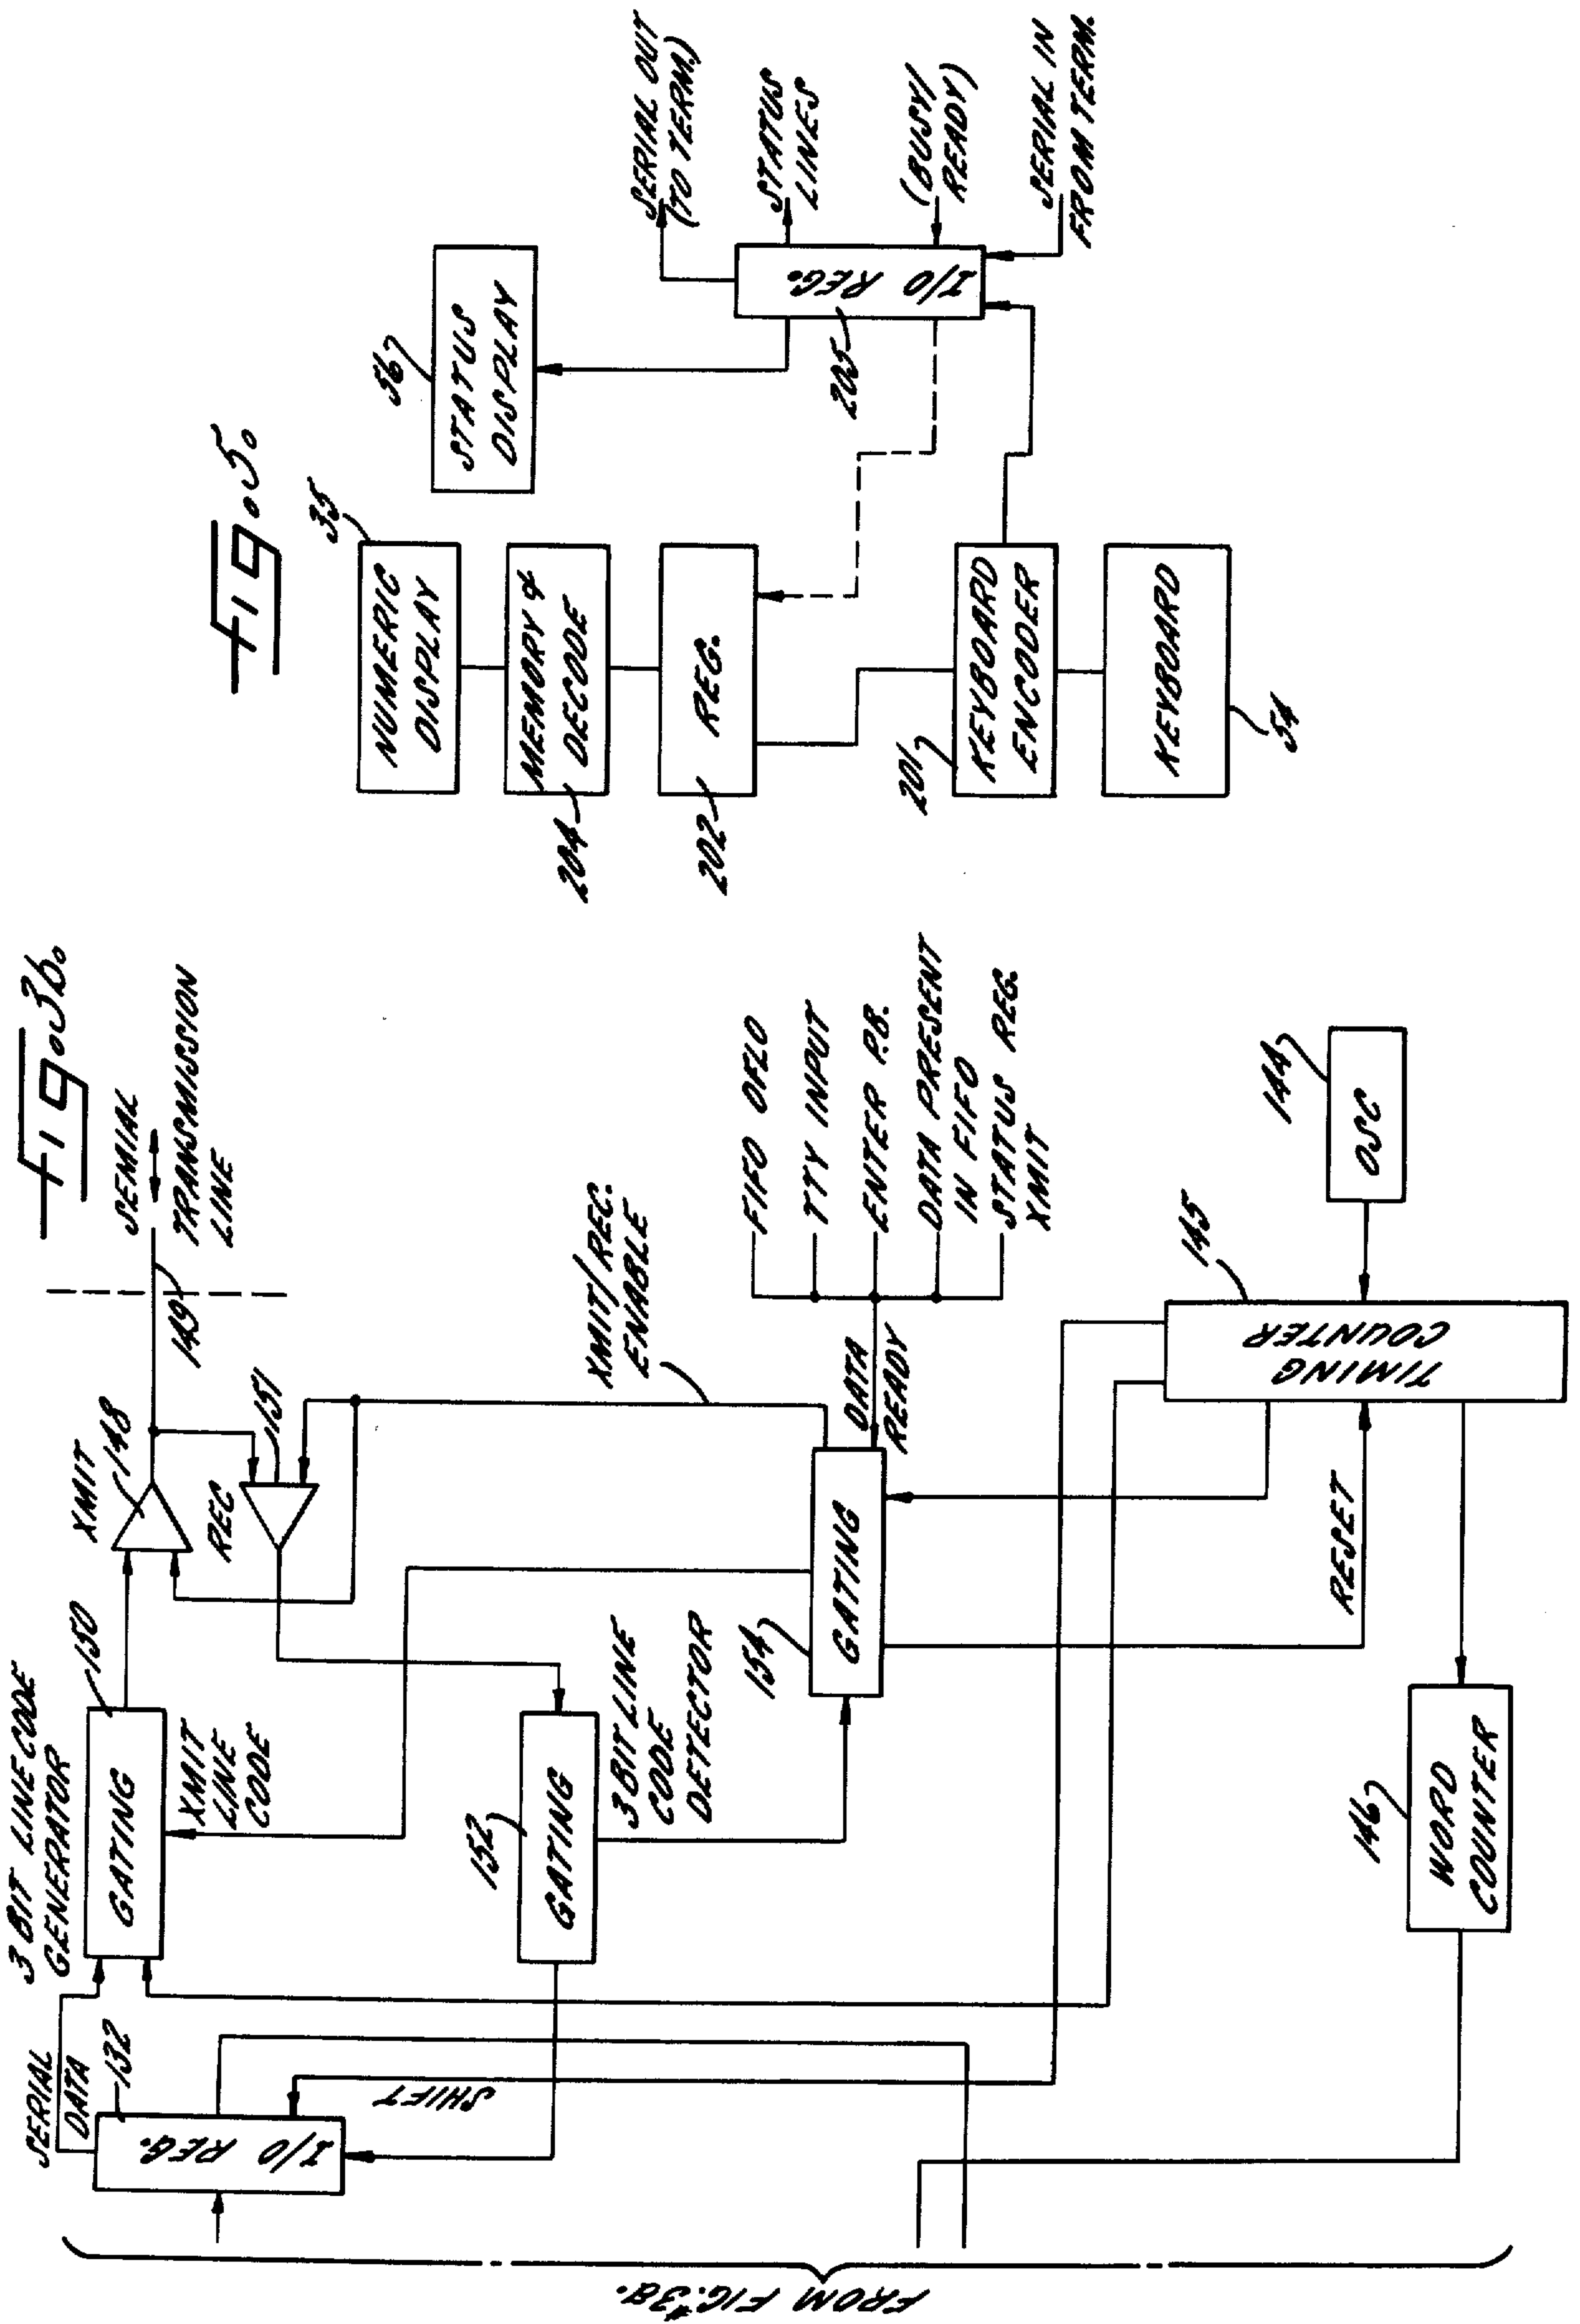 Fig. 3b.
3 BIT LINE CODE
GENERATOR
SERIAL
DATA
132
I/O REG.
SHIFT
GATING
150
XMIT
LINE
CODE
XMIT
148
REC
151
149
SEMIAL
TRANSMISSION
LINE
152
GATING
3 BIT LINE
CODE
DETECTOR
XMIT/REC.
ENABLE
154
GATING
DATA
READY
FIFO OFLO
TTY INPUT
ENTER P.B.
DATA PRESENT
IN FIFO
STATUS REG.
XMIT
RESET
145
TIMING
COUNTER
144
OSC
146
WORD
COUNTER
FROM FIG. 3a.
Fig. 5.
35
NUMERIC
DISPLAY
56
STATUS
DISPLAY
204
MEMORY &
DECODE
202
REG.
201
KEYBOARD
ENCODER
KEYBOARD
54
205
I/O REG.
SERIAL OUT
(TO TERM.)
STATUS
LINES
(BUSY/
READY)
SERIAL IN
FROM TERM.